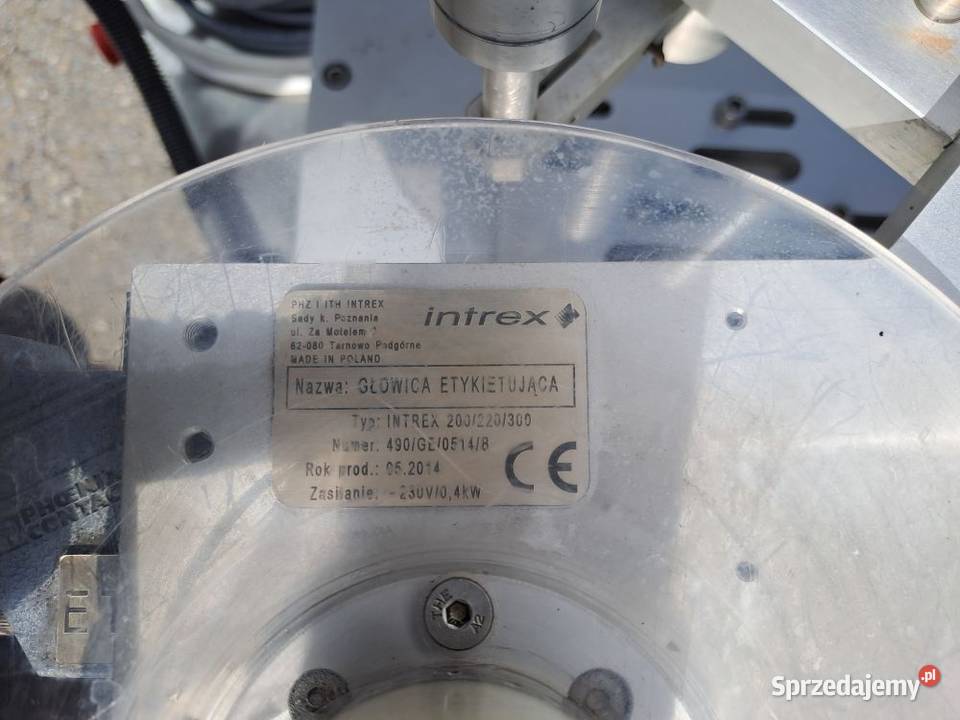 PHZ I ITH INTREX
Sady k. Poznania
ul. Za Motelem
62-080 Tarnowo Podgórne
MADE IN POLAND
intrex
Nazwa: GŁOWICA ETYKIETUJĄCA
Typ: INTREX 200/220/300
Numer: 490/GE/0514/8
Rok prod.: 05.2014
Zasilanie: ~230V/0,4kW
CE
THE
A2
Sprzedajemy.pl